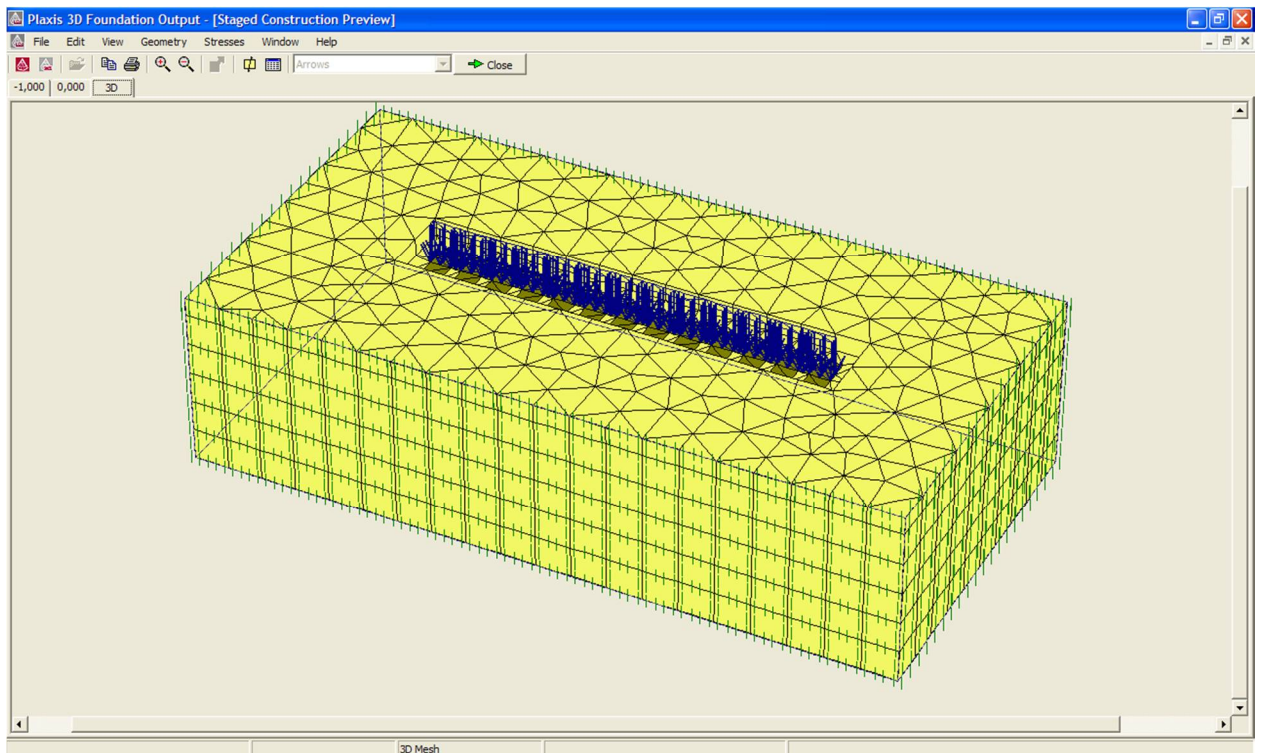 Plaxis 3D Foundation Output - [Staged Construction Preview]
File Edit View Geometry Stresses Window Help
Arrows Close
-1,000 0,000 3D
3D Mesh